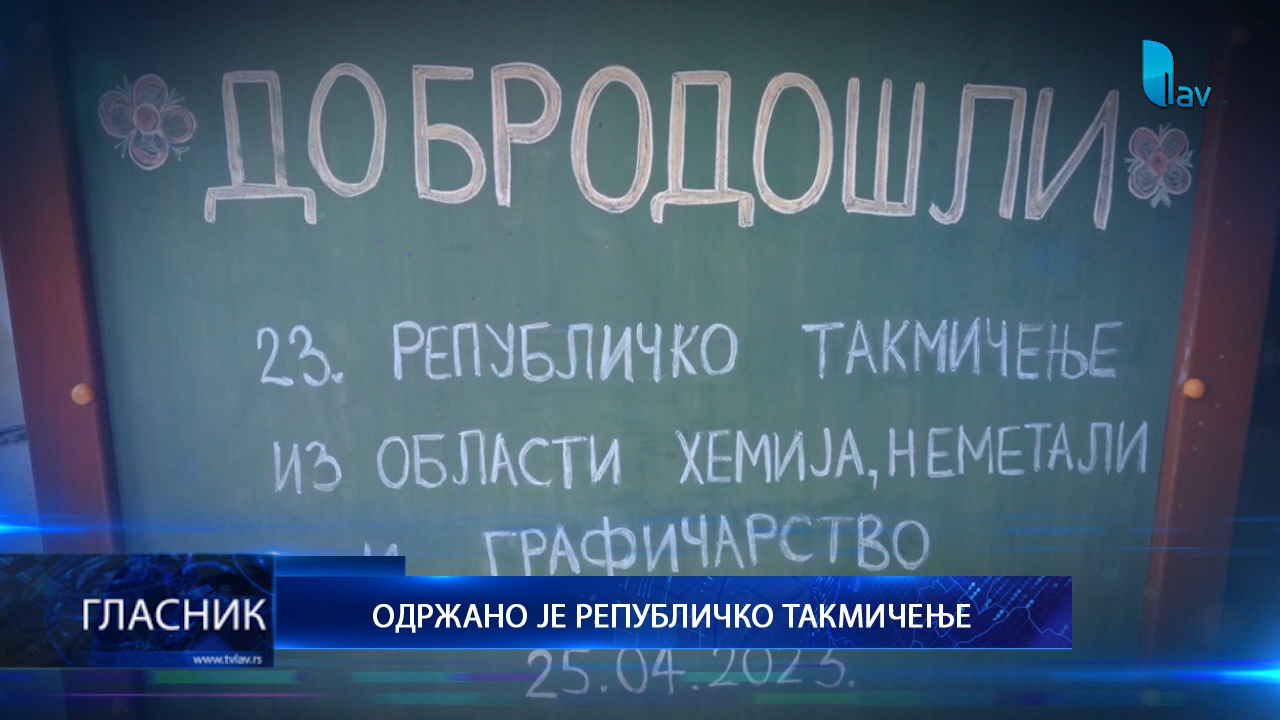 lav
ДОБРОДОШЛИ
23. РЕПУБЛИЧКО ТАКМИЧЕЊЕ
ИЗ ОБЛАСТИ ХЕМИЈА, НЕМЕТАЛИ
И ГРАФИЧАРСТВО
ГЛАСНИК
www.tvlav.rs
ОДРЖАНО ЈЕ РЕПУБЛИЧКО ТАКМИЧЕЊЕ
25.04.2023.